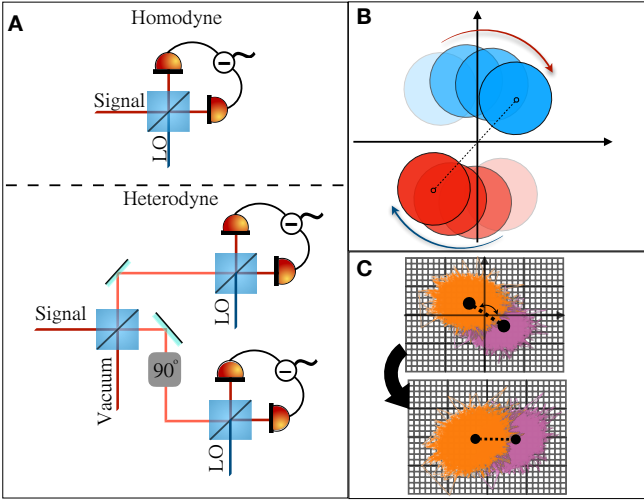 A
Homodyne
Signal
LO
Heterodyne
Signal
Vacuum
90°
LO
LO
B
C